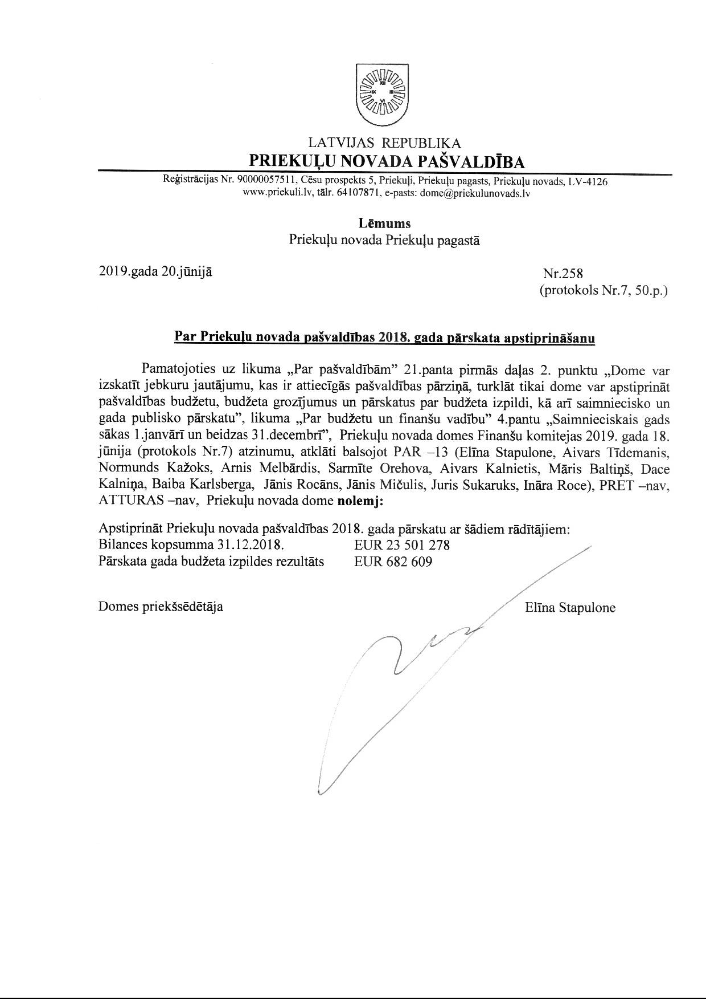 XII
IX III
VI
LATVIJAS REPUBLIKA
PRIEKUĻU NOVADA PAŠVALDĪBA
Reģistrācijas Nr. 90000057511, Cēsu prospekts 5, Priekuļi, Priekuļu pagasts, Priekuļu novads, LV-4126
www.priekuli.lv, tālr. 64107871, e-pasts: dome@priekulunovads.lv
Lēmums
Priekuļu novada Priekuļu pagastā
2019.gada 20.jūnijā Nr.258
(protokols Nr.7, 50.p.)
Par Priekuļu novada pašvaldības 2018. gada pārskata apstiprināšanu
Pamatojoties uz likuma „Par pašvaldībām” 21.panta pirmās daļas 2. punktu „Dome var
izskatīt jebkuru jautājumu, kas ir attiecīgās pašvaldības pārziņā, turklāt tikai dome var apstiprināt
pašvaldības budžetu, budžeta grozījumus un pārskatus par budžeta izpildi, kā arī saimniecisko un
gada publisko pārskatu”, likuma „Par budžetu un finanšu vadību” 4.pantu „Saimnieciskais gads
sākas 1.janvārī un beidzas 31.decembrī”, Priekuļu novada domes Finanšu komitejas 2019. gada 18.
jūnija (protokols Nr.7) atzinumu, atklāti balsojot PAR –13 (Elīna Stapulone, Aivars Tīdemanis,
Normunds Kažoks, Arnis Melbārdis, Sarmīte Orehova, Aivars Kalnietis, Māris Baltiņš, Dace
Kalniņa, Baiba Karlsberga, Jānis Rocāns, Jānis Mičulis, Juris Sukaruks, Ināra Roce), PRET –nav,
ATTURAS –nav, Priekuļu novada dome nolemj:
Apstiprināt Priekuļu novada pašvaldības 2018. gada pārskatu ar šādiem rādītājiem:
Bilances kopsumma 31.12.2018. EUR 23 501 278
Pārskata gada budžeta izpildes rezultāts EUR 682 609
Domes priekšsēdētāja Elīna Stapulone